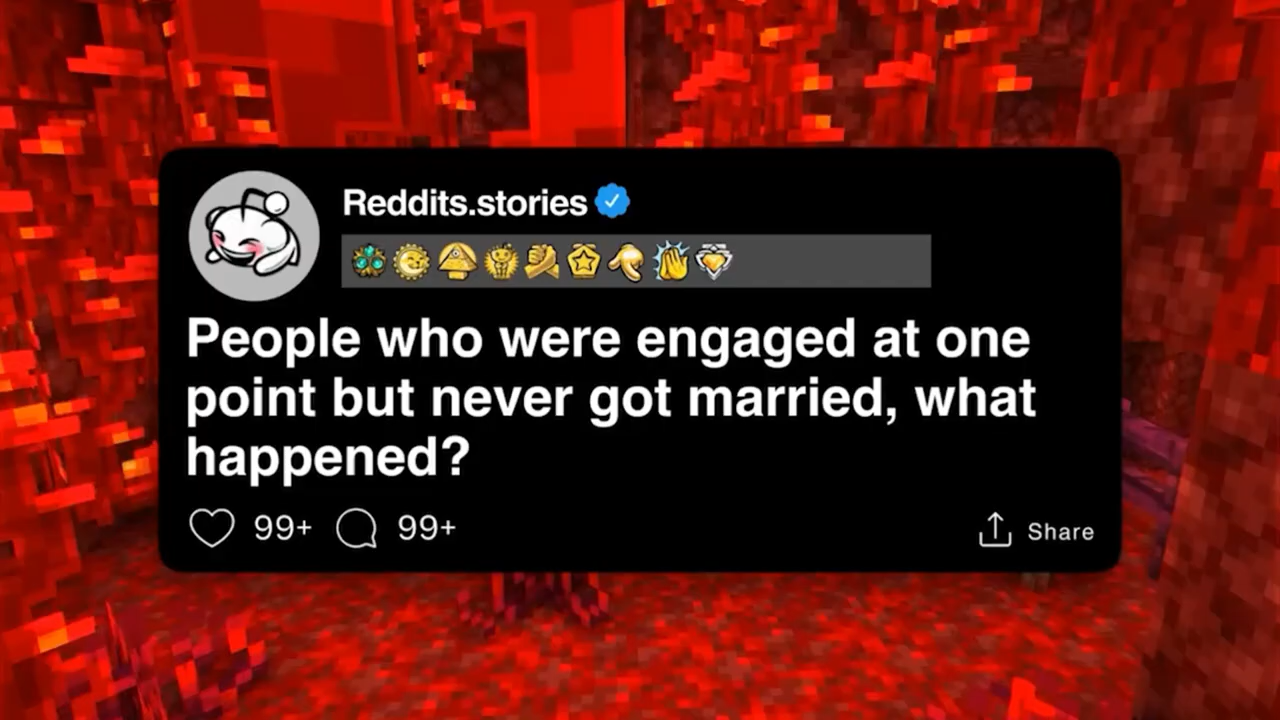 Reddits.stories
People who were engaged at one
point but never got married, what
happened?
99+ 99+ Share